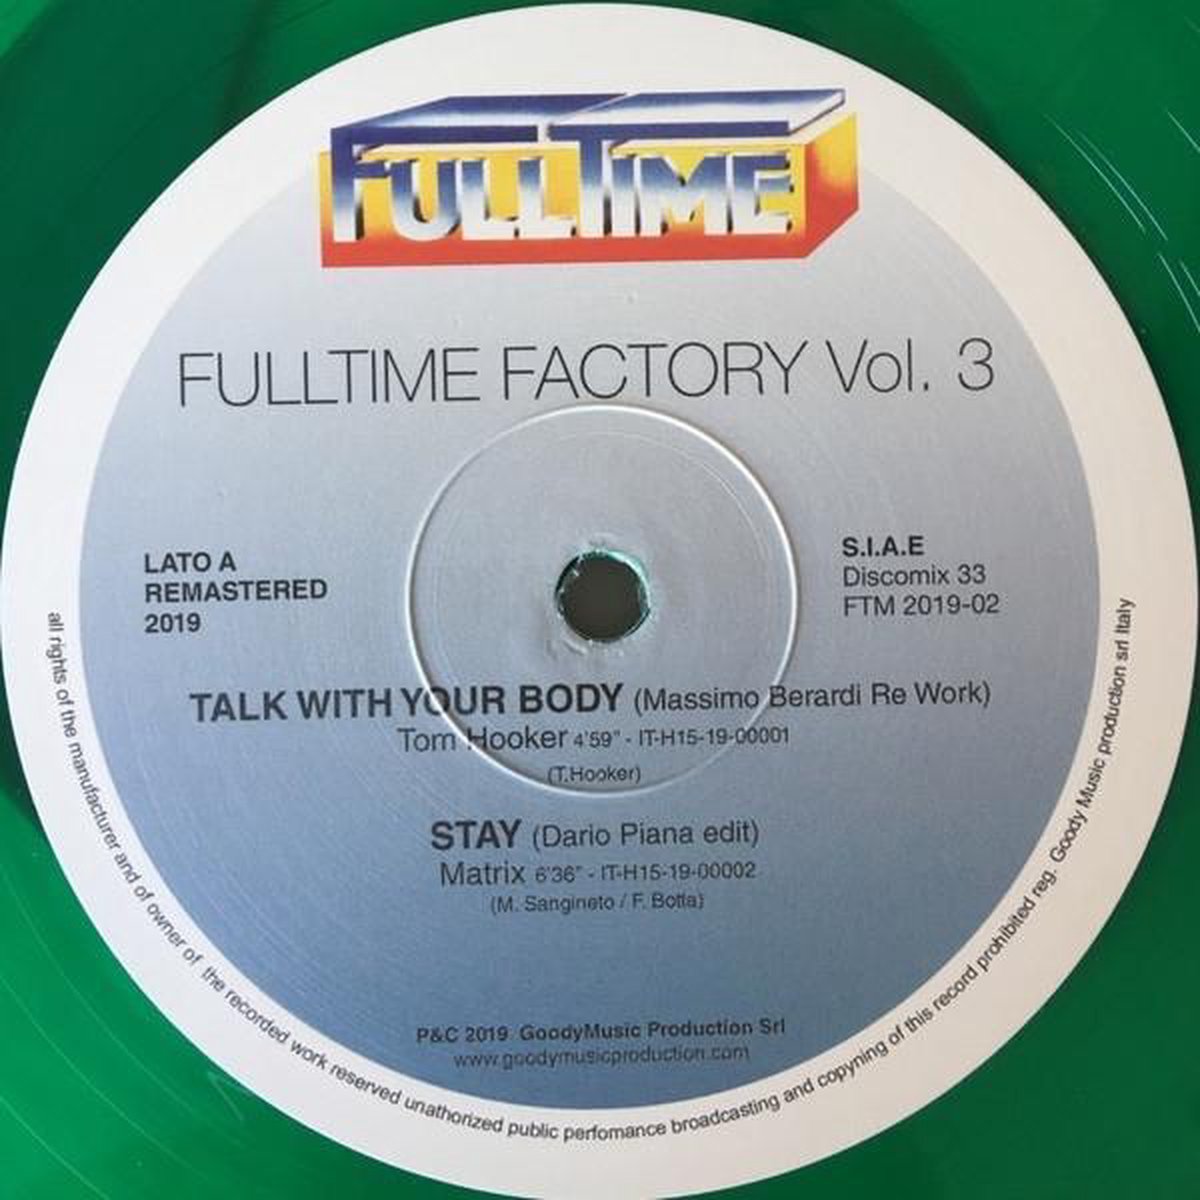 FULLTIME
FULLTIME FACTORY Vol. 3
LATO A
REMASTERED
2019
S.I.A.E
Discomix 33
FTM 2019-02
TALK WITH YOUR BODY (Massimo Berardi Re Work)
Tom Hooker 4'59" - IT-H15-19-00001
(T.Hooker)
STAY (Dario Piana edit)
Matrix 6'36" - IT-H15-19-00002
(M. Sangineto / F. Botta)
P&C 2019 GoodyMusic Production Srl
www.goodymusicproduction.com
all rights of the manufacturer and of owner of the recorded work reserved unathorized public perfomance broadcasting and copyning of this record prohibited reg. Goody Music production srl Italy